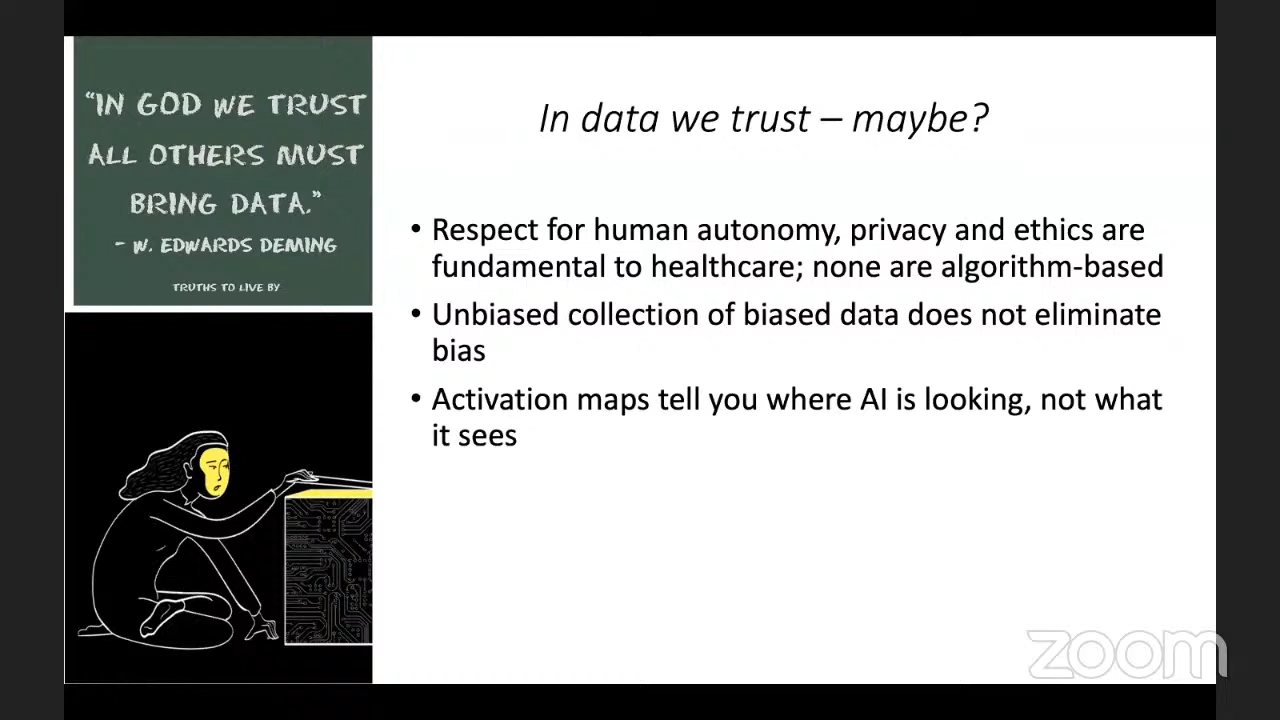 “IN GOD WE TRUST
ALL OTHERS MUST
BRING DATA.”
- W. EDWARDS DEMING
TRUTHS TO LIVE BY
In data we trust – maybe?
• Respect for human autonomy, privacy and ethics are
fundamental to healthcare; none are algorithm-based
• Unbiased collection of biased data does not eliminate
bias
• Activation maps tell you where AI is looking, not what
it sees
zoom